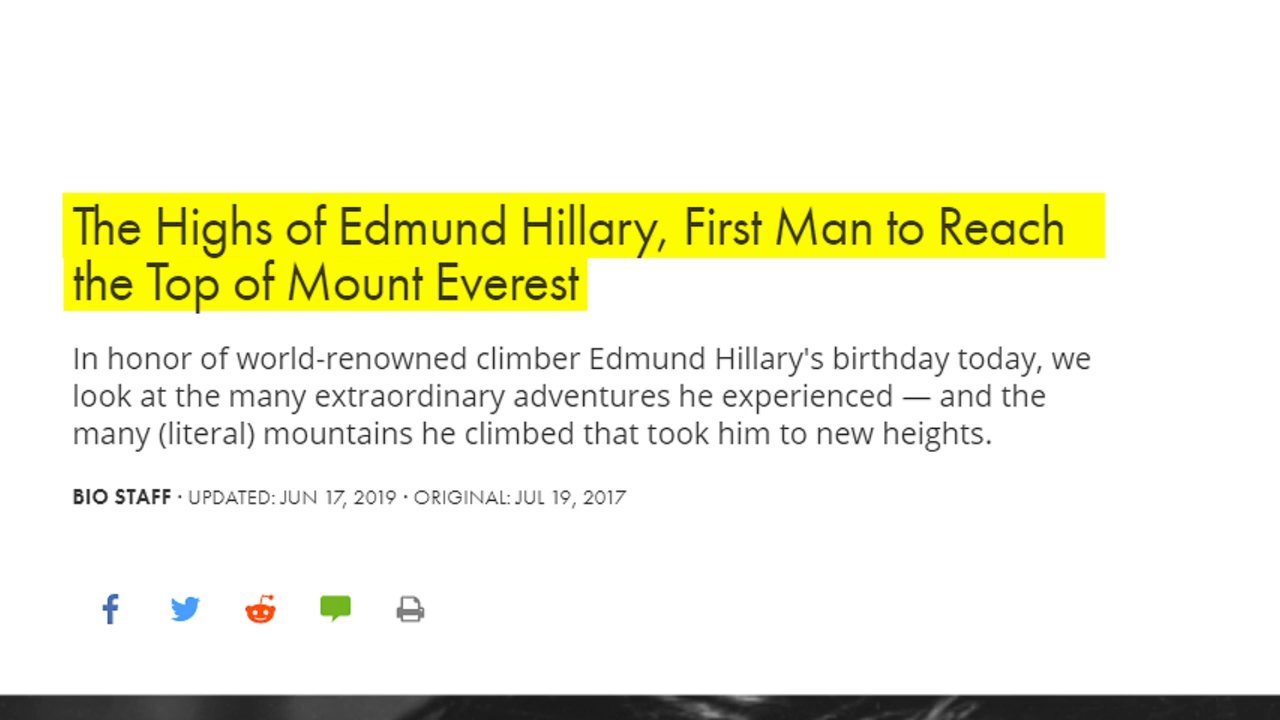 The Highs of Edmund Hillary, First Man to Reach
the Top of Mount Everest
In honor of world-renowned climber Edmund Hillary's birthday today, we
look at the many extraordinary adventures he experienced — and the
many (literal) mountains he climbed that took him to new heights.
BIO STAFF · UPDATED: JUN 17, 2019 · ORIGINAL: JUL 19, 2017